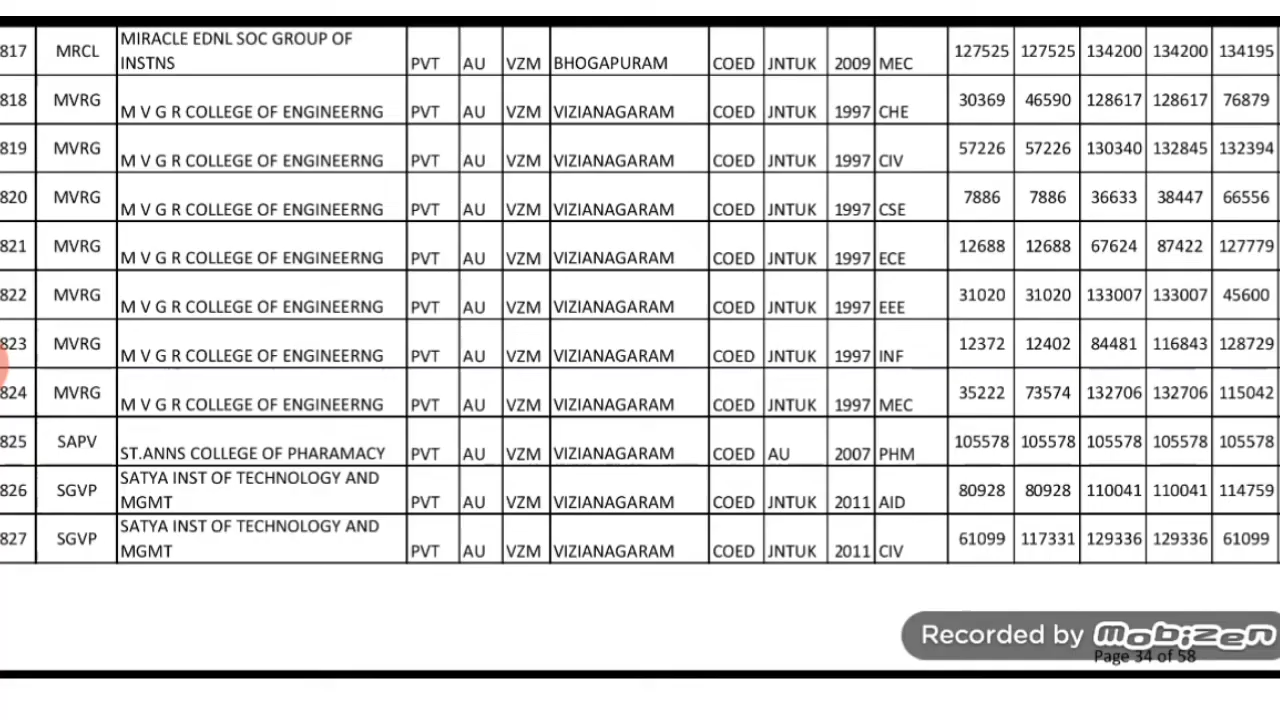 817 MRCL MIRACLE EDNL SOC GROUP OF INSTNS PVT AU VZM BHOGAPURAM COED JNTUK 2009 MEC 127525 127525 134200 134200 134195
818 MVRG M V G R COLLEGE OF ENGINEERNG PVT AU VZM VIZIANAGARAM COED JNTUK 1997 CHE 30369 46590 128617 128617 76879
819 MVRG M V G R COLLEGE OF ENGINEERNG PVT AU VZM VIZIANAGARAM COED JNTUK 1997 CIV 57226 57226 130340 132845 132394
820 MVRG M V G R COLLEGE OF ENGINEERNG PVT AU VZM VIZIANAGARAM COED JNTUK 1997 CSE 7886 7886 36633 38447 66556
821 MVRG M V G R COLLEGE OF ENGINEERNG PVT AU VZM VIZIANAGARAM COED JNTUK 1997 ECE 12688 12688 67624 87422 127779
822 MVRG M V G R COLLEGE OF ENGINEERNG PVT AU VZM VIZIANAGARAM COED JNTUK 1997 EEE 31020 31020 133007 133007 45600
823 MVRG M V G R COLLEGE OF ENGINEERNG PVT AU VZM VIZIANAGARAM COED JNTUK 1997 INF 12372 12402 84481 116843 128729
824 MVRG M V G R COLLEGE OF ENGINEERNG PVT AU VZM VIZIANAGARAM COED JNTUK 1997 MEC 35222 73574 132706 132706 115042
825 SAPV ST.ANNS COLLEGE OF PHARAMACY PVT AU VZM VIZIANAGARAM COED AU 2007 PHM 105578 105578 105578 105578 105578
826 SGVP SATYA INST OF TECHNOLOGY AND MGMT PVT AU VZM VIZIANAGARAM COED JNTUK 2011 AID 80928 80928 110041 110041 114759
827 SGVP SATYA INST OF TECHNOLOGY AND MGMT PVT AU VZM VIZIANAGARAM COED JNTUK 2011 CIV 61099 117331 129336 129336 61099
Recorded by Mobizen
Page 34 of 58